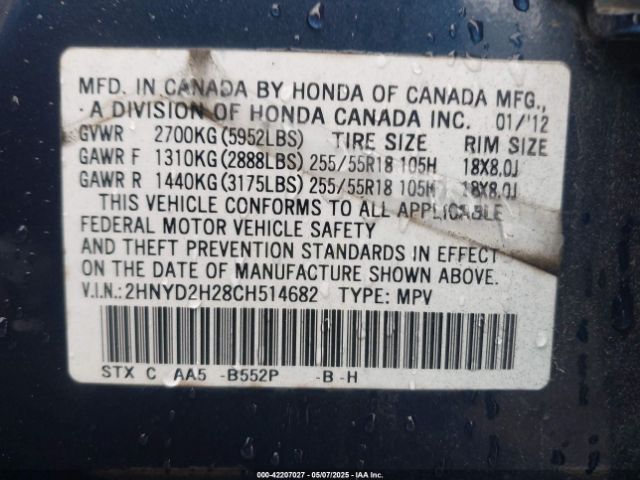 MFD. IN CANADA BY HONDA OF CANADA MFG.,
A DIVISION OF HONDA CANADA INC. 01/'12
GVWR 2700KG (5952LBS) TIRE SIZE RIM SIZE
GAWR F 1310KG (2888LBS) 255/55R18 105H 18X8.0J
GAWR R 1440KG (3175LBS) 255/55R18 105H 18X8.0J
THIS VEHICLE CONFORMS TO ALL APPLICABLE
FEDERAL MOTOR VEHICLE SAFETY
AND THEFT PREVENTION STANDARDS IN EFFECT
ON THE DATE OF MANUFACTURE SHOWN ABOVE.
V.I.N.:2HNYD2H28CH514682 TYPE: MPV
STX C AA5 -B552P -B -H
000-42207027 - 05/07/2025 - IAA Inc.